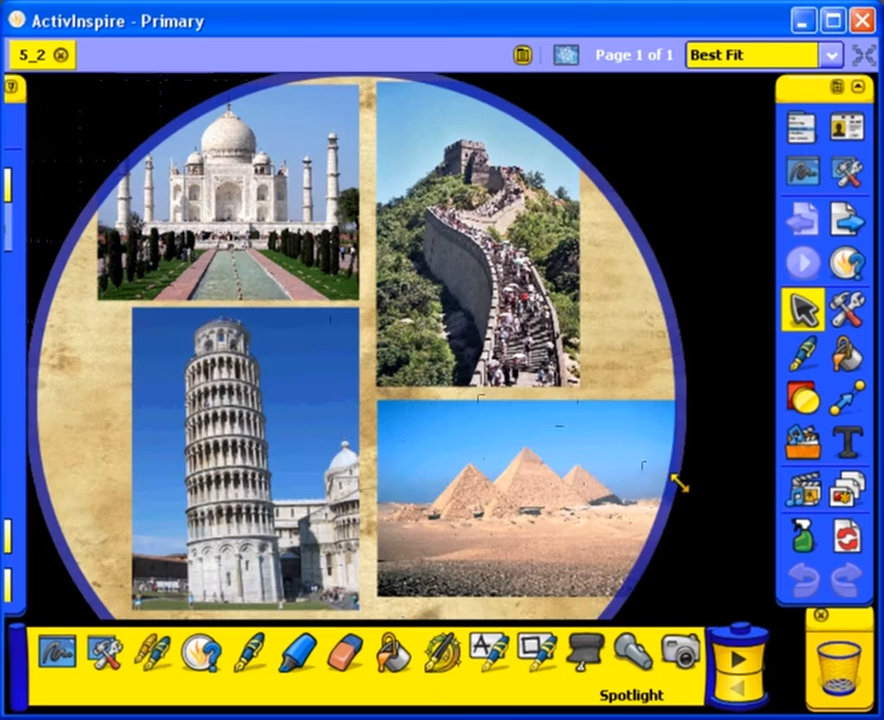 ActivInspire - Primary
5_2
Page 1 of 1
Best Fit
Spotlight